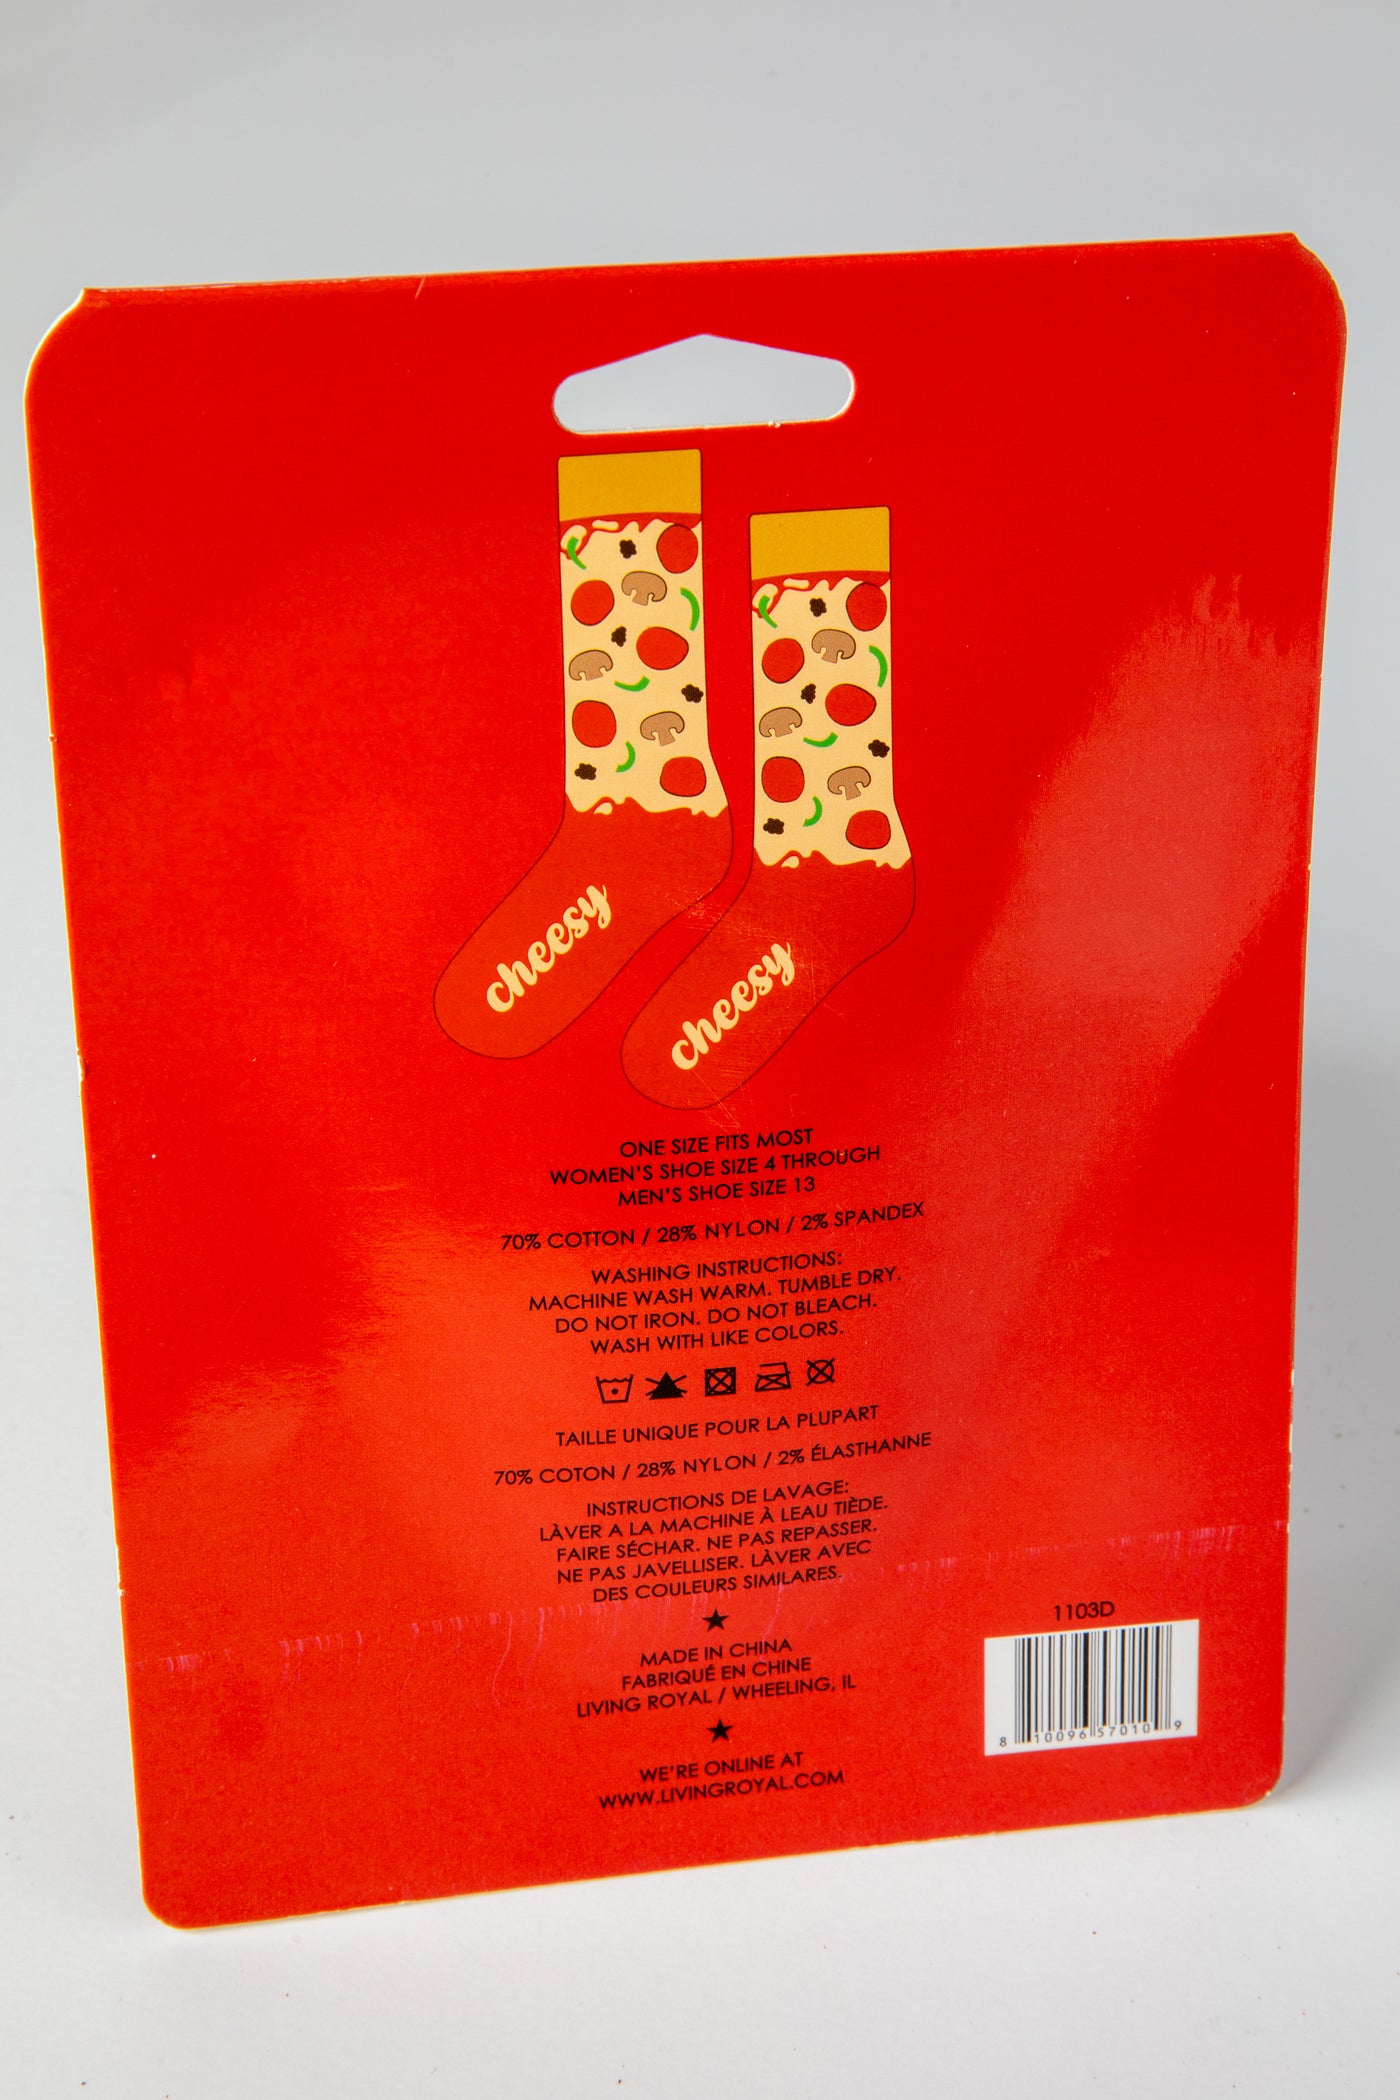 cheesy
cheesy
ONE SIZE FITS MOST
WOMEN'S SHOE SIZE 4 THROUGH
MEN'S SHOE SIZE 13
70% COTTON / 28% NYLON / 2% SPANDEX
WASHING INSTRUCTIONS:
MACHINE WASH WARM. TUMBLE DRY.
DO NOT IRON. DO NOT BLEACH.
WASH WITH LIKE COLORS.
TAILLE UNIQUE POUR LA PLUPART
70% COTON / 28% NYLON / 2% ÉLASTHANNE
INSTRUCTIONS DE LAVAGE:
LÀVER A LA MACHINE À LEAU TIÈDE.
FAIRE SÉCHAR. NE PAS REPASSER.
NE PAS JAVELLISER. LÀVER AVEC
DES COULEURS SIMILARES.
★
MADE IN CHINA
FABRIQUÉ EN CHINE
LIVING ROYAL / WHEELING, IL
★
WE'RE ONLINE AT
WWW.LIVINGROYAL.COM
1103D
8 10096 57010 9